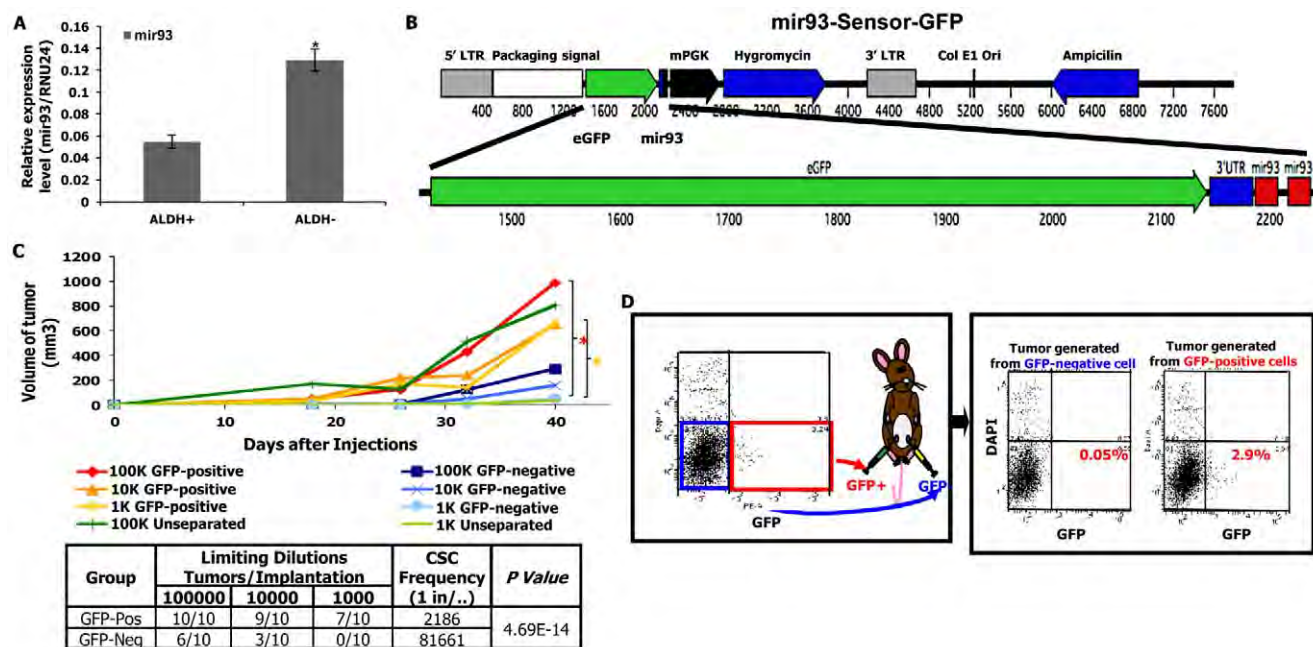 A
mir93
Relative expression
level (mir93/RNU24)
0.16
0.14
0.12
0.1
0.08
0.06
0.04
0.02
0
*
ALDH+
ALDH-
B
mir93-Sensor-GFP
5' LTR
Packaging signal
mPGK
Hygromycin
3' LTR
Col E1 Ori
Ampicilin
400 800 1200 1600 2000 2400 2800 3200 3600 4000 4400 4800 5200 5600 6000 6400 6800 7200 7600
eGFP
mir93
eGFP
3'UTR mir93 mir93
1500 1600 1700 1800 1900 2000 2100 2200
C
Volume of tumor
(mm3)
1000
800
600
400
200
0
0 10 20 30 40
Days after Injections
*
*
100K GFP-positive
10K GFP-positive
1K GFP-positive
100K Unseparated
100K GFP-negative
10K GFP-negative
1K GFP-negative
1K Unseparated
Group Limiting Dilutions Tumors/Implantation CSC Frequency (1 in/..) P Value
100000 10000 1000
GFP-Pos 10/10 9/10 7/10 2186 4.69E-14
GFP-Neg 6/10 3/10 0/10 81661
D
GFP+
GFP
GFP
Tumor generated
from GFP-negative cell
DAPI
0.05%
GFP
Tumor generated
from GFP-positive cells
2.9%
GFP